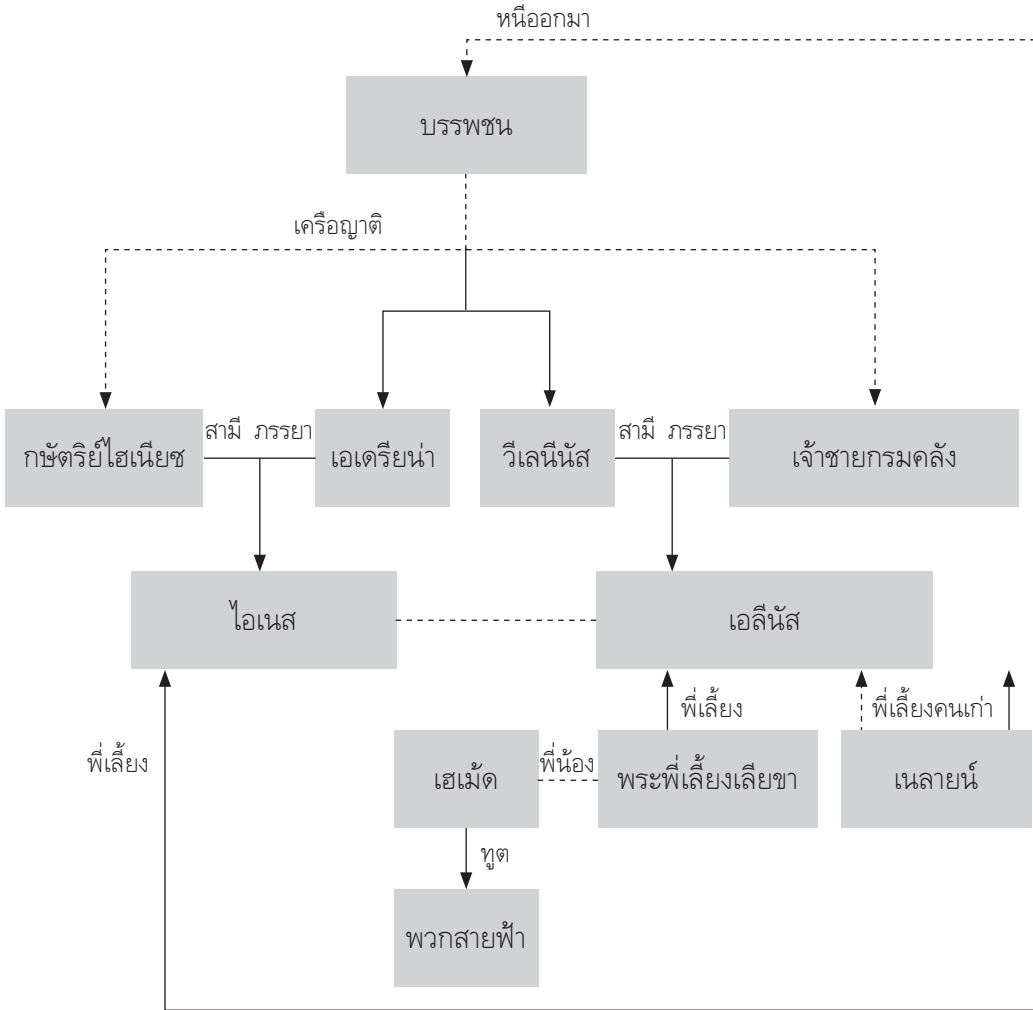 หนีออกมา
บรรพชน
เครือญาติ
กษัตริย์ไฮเนียซ
สามี ภรรยา
เอเดรียน่า
วีเลนีนัส
สามี ภรรยา
เจ้าชายกรมคลัง
ไอเนส
เอลีนัส
พี่เลี้ยง
พี่เลี้ยง
พี่เลี้ยงคนเก่า
เฮเม้ด
พี่น้อง
พระพี่เลี้ยงเลียขา
เนลายน์
ทูต
พวกสายฟ้า